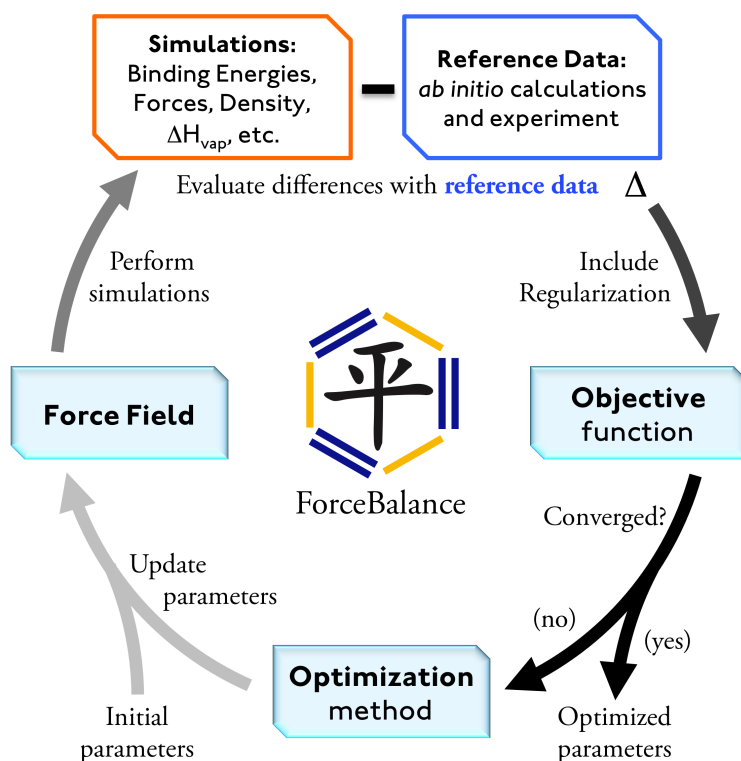 Simulations:
Binding Energies,
Forces, Density,
ΔHvap, etc.
Reference Data:
ab initio calculations
and experiment
Evaluate differences with reference data Δ
Perform
simulations
Include
Regularization
平
Force Field
Objective
function
ForceBalance
Converged?
Update
parameters
(no)
(yes)
Optimization
method
Initial
parameters
Optimized
parameters